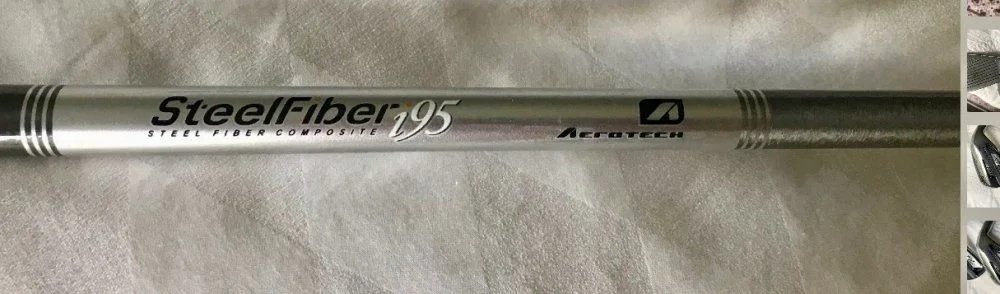 SteelFiber i95
STEEL FIBER COMPOSITE
AEROTECH